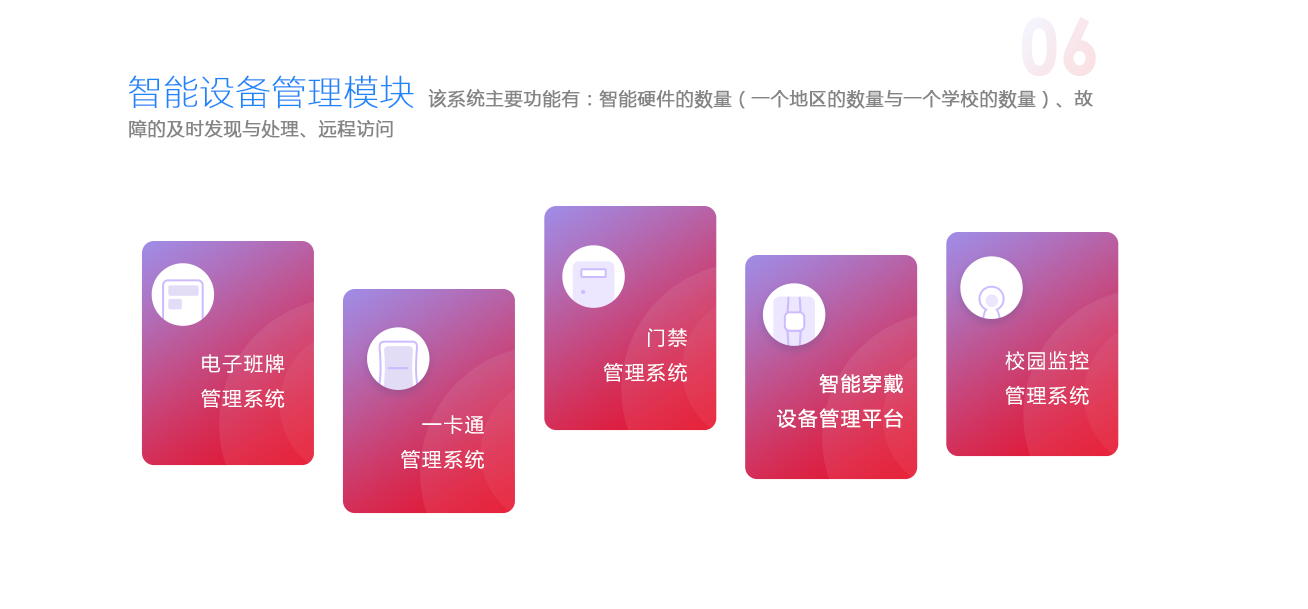 06
智能设备管理模块 该系统主要功能有：智能硬件的数量（一个地区的数量与一个学校的数量）、故
障的及时发现与处理、远程访问
电子班牌
管理系统
一卡通
管理系统
门禁
管理系统
智能穿戴
设备管理平台
校园监控
管理系统